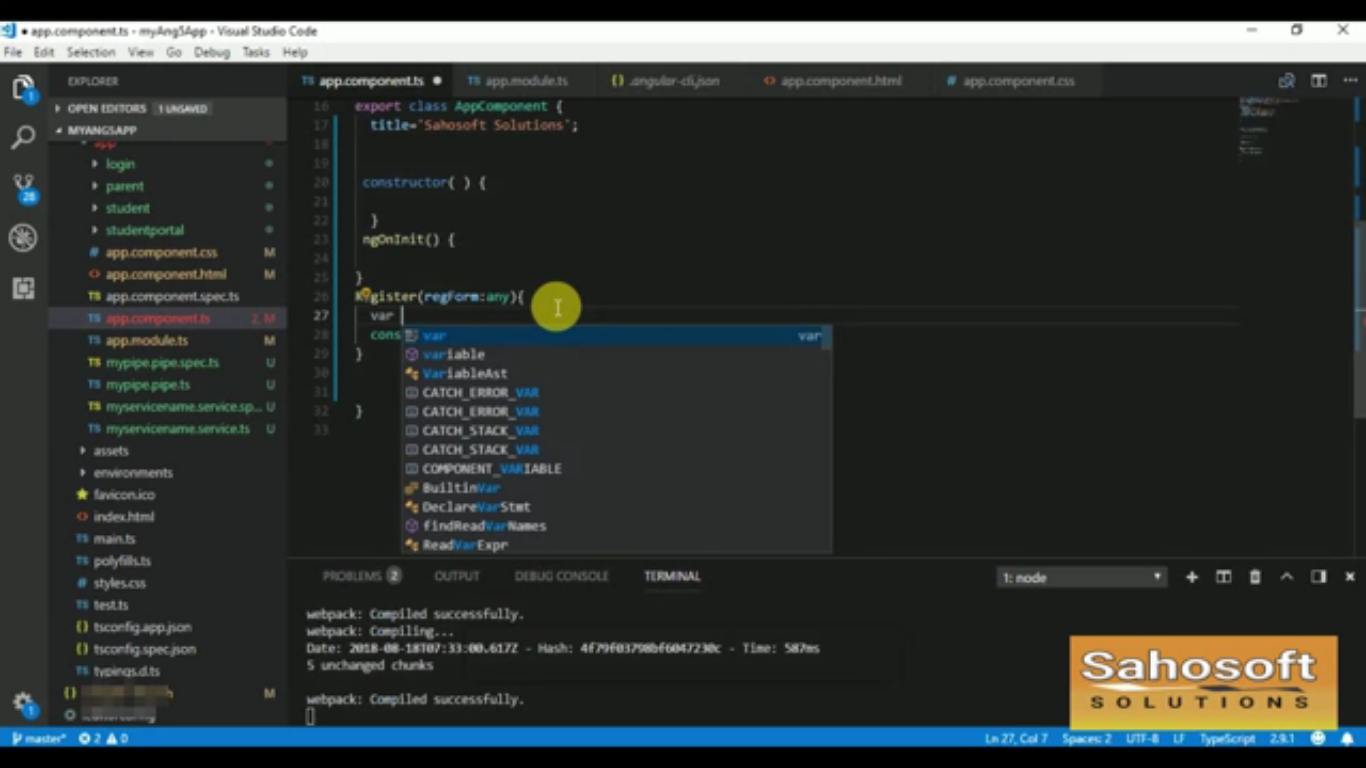 app.component.ts - myAng5App - Visual Studio Code
File Edit Selection View Go Debug Tasks Help
EXPLORER
OPEN EDITORS 1 UNSAVED
MYANG5APP
app
login
parent
student
studentportal
app.component.css M
app.component.html M
app.component.spec.ts
app.component.ts 2, M
app.module.ts M
mypipe.pipe.spec.ts U
mypipe.pipe.ts U
myservicename.service.sp... U
myservicename.service.ts U
assets
environments
favicon.ico
index.html
main.ts
polyfills.ts
styles.css
test.ts
tsconfig.app.json
tsconfig.spec.json
typings.d.ts
M
app.component.ts app.module.ts .angular-cli.json app.component.html app.component.css
16 export class AppComponent {
17 title='Sahosoft Solutions';
18
19
20 constructor( ) {
21
22 }
23 ngOnInit() {
24
25 }
26 gister(regForm:any){
27 var
28 cons
29 }
30
31
32 }
33
var var
variable
VariableAst
CATCH_ERROR_VAR
CATCH_ERROR_VAR
CATCH_STACK_VAR
CATCH_STACK_VAR
COMPONENT_VARIABLE
BuiltinVar
DeclareVarStmt
findReadVarNames
ReadVarExpr
PROBLEMS 2 OUTPUT DEBUG CONSOLE TERMINAL 1: node
webpack: Compiled successfully.
webpack: Compiling...
Date: 2018-08-18T07:33:00.617Z - Hash: 4f79f03798bf6047230c - Time: 587ms
5 unchanged chunks
webpack: Compiled successfully.
Sahosoft
SOLUTIONS
master* 2 0 Ln 27, Col 7 Spaces: 2 UTF-8 LF TypeScript 2.9.1